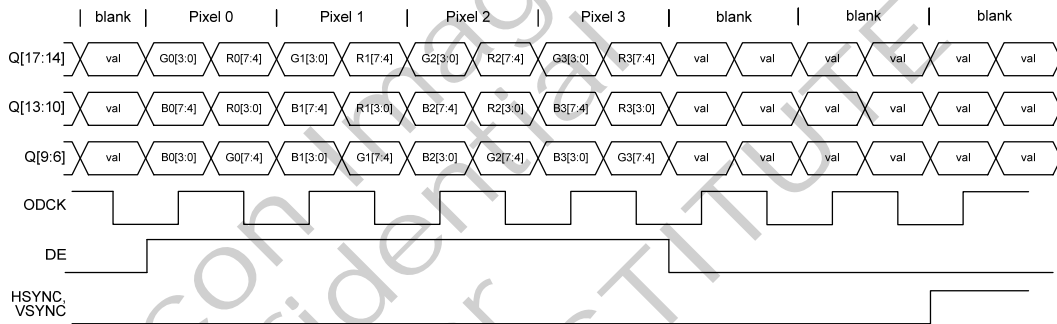 | blank | Pixel 0 | Pixel 1 | Pixel 2 | Pixel 3 | blank | blank | blank
Q[17:14] val G0[3:0] R0[7:4] G1[3:0] R1[7:4] G2[3:0] R2[7:4] G3[3:0] R3[7:4] val val val val val val
Q[13:10] val B0[7:4] R0[3:0] B1[7:4] R1[3:0] B2[7:4] R2[3:0] B3[7:4] R3[3:0] val val val val val val
Q[9:6] val B0[3:0] G0[7:4] B1[3:0] G1[7:4] B2[3:0] G2[7:4] B3[3:0] G3[7:4] val val val val val val
ODCK
DE
HSYNC,
VSYNC